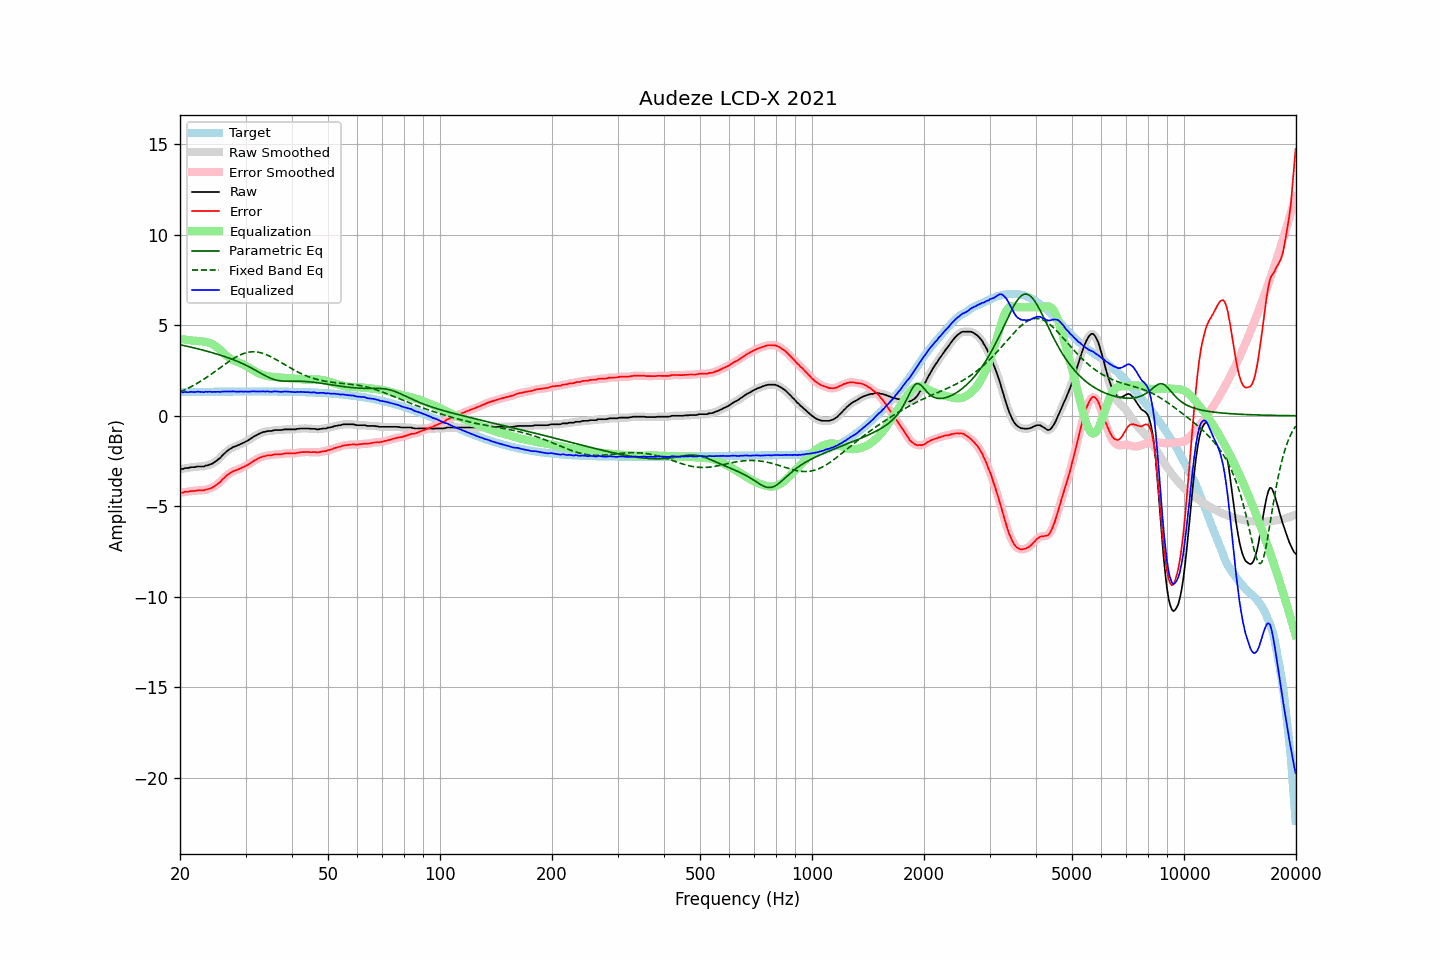 Audeze LCD-X 2021
Target
Raw Smoothed
Error Smoothed
Raw
Error
Equalization
Parametric Eq
Fixed Band Eq
Equalized
Amplitude (dBr)
15
10
5
0
−5
−10
−15
−20
20
50
100
200
500
1000
2000
5000
10000
20000
Frequency (Hz)